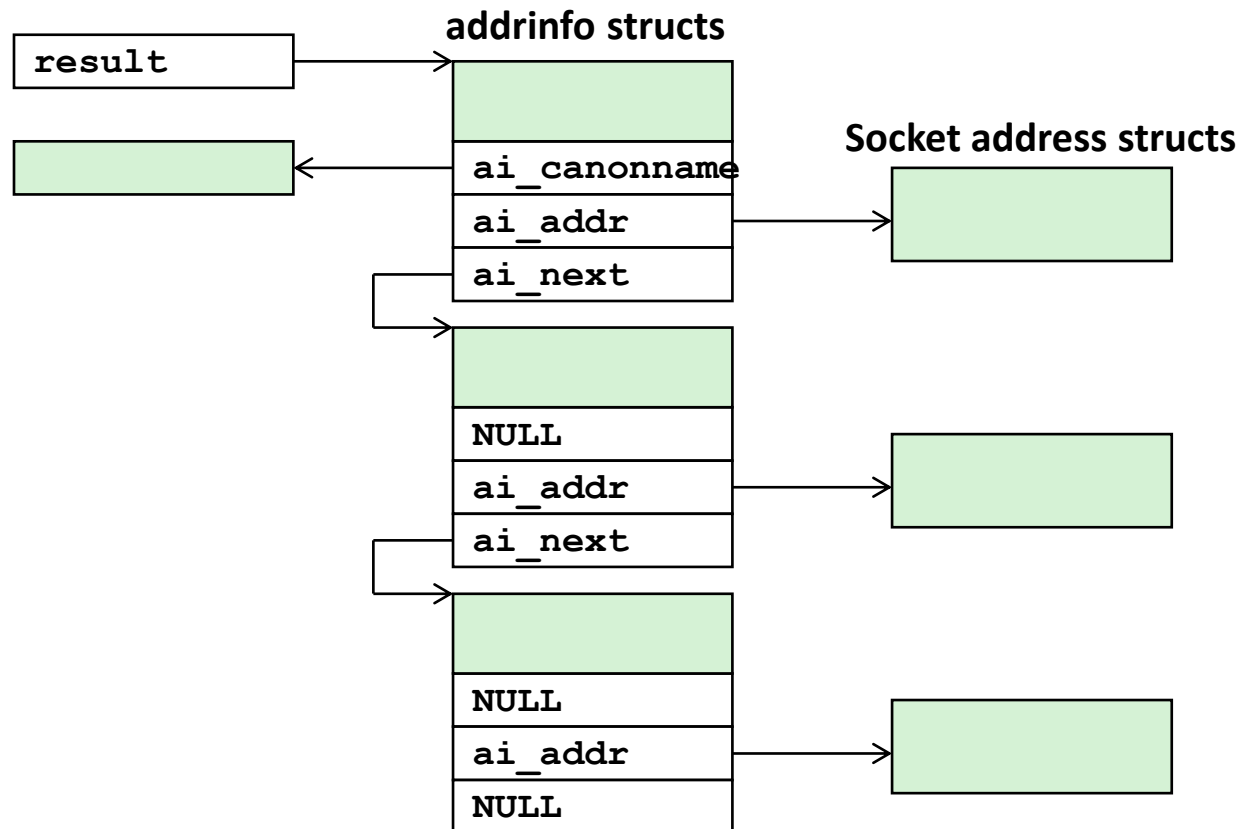 addrinfo structs
result
Socket address structs
ai_canonname
ai_addr
ai_next
NULL
ai_addr
ai_next
NULL
ai_addr
NULL